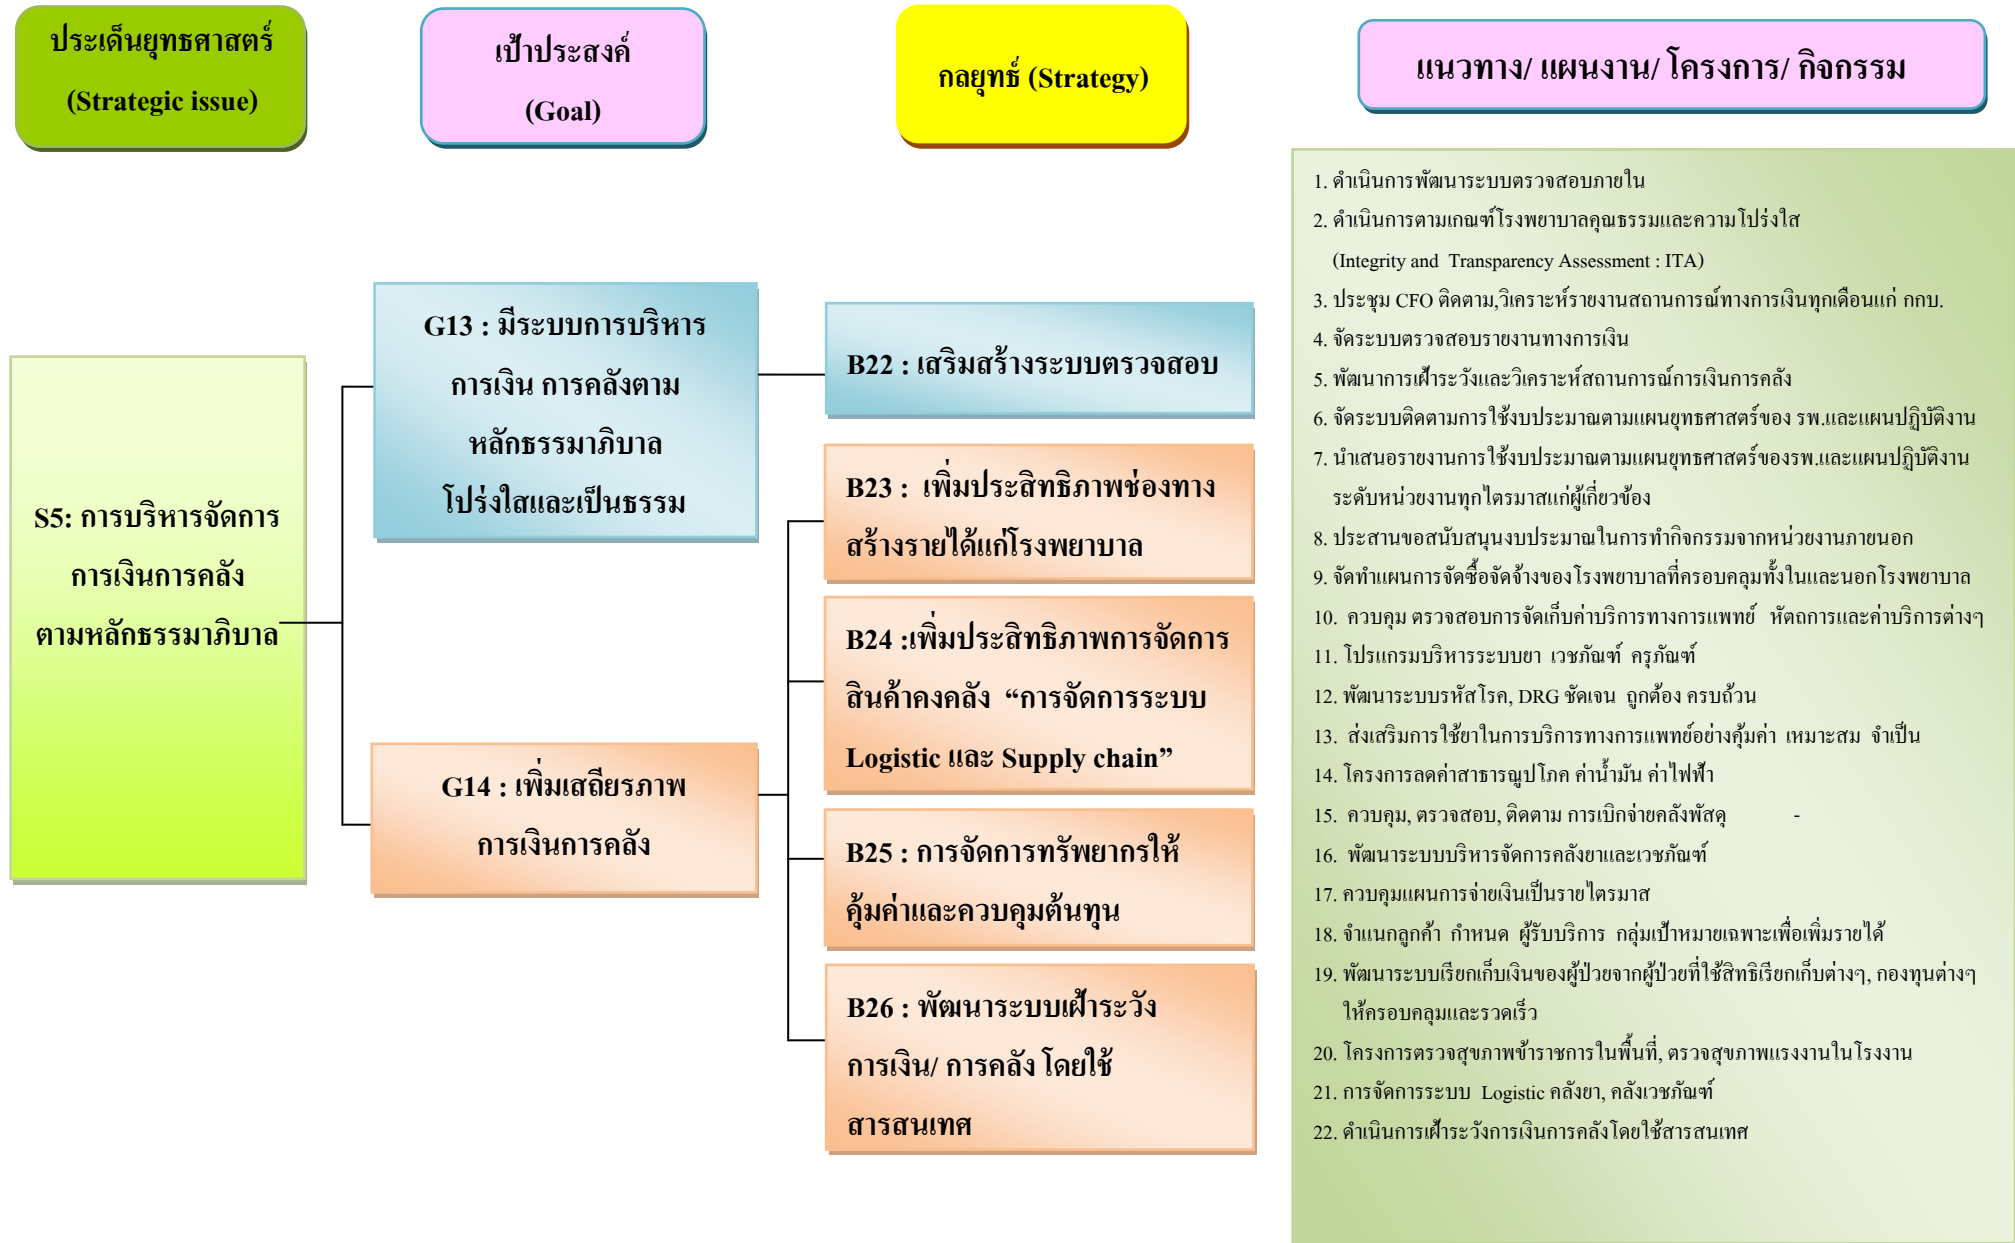 ประเด็นยุทธศาสตร์
(Strategic issue)
เป้าประสงค์
(Goal)
กลยุทธ์ (Strategy)
แนวทาง/ แผนงาน/ โครงการ/ กิจกรรม
S5: การบริหารจัดการ
การเงินการคลัง
ตามหลักธรรมาภิบาล
G13 : มีระบบการบริหาร
การเงิน การคลังตาม
หลักธรรมาภิบาล
โปร่งใสและเป็นธรรม
G14 : เพิ่มเสถียรภาพ
การเงินการคลัง
B22 : เสริมสร้างระบบตรวจสอบ
B23 : เพิ่มประสิทธิภาพช่องทาง
สร้างรายได้แก่โรงพยาบาล
B24 :เพิ่มประสิทธิภาพการจัดการ
สินค้าคงคลัง “การจัดการระบบ
Logistic และ Supply chain”
B25 : การจัดการทรัพยากรให้
คุ้มค่าและควบคุมต้นทุน
B26 : พัฒนาระบบเฝ้าระวัง
การเงิน/ การคลัง โดยใช้
สารสนเทศ
1. ดำเนินการพัฒนาระบบตรวจสอบภายใน
2. ดำเนินการตามเกณฑ์โรงพยาบาลคุณธรรมและความโปร่งใส
(Integrity and Transparency Assessment : ITA)
3. ประชุม CFO ติดตาม,วิเคราะห์รายงานสถานการณ์ทางการเงินทุกเดือนแก่ กกบ.
4. จัดระบบตรวจสอบรายงานทางการเงิน
5. พัฒนาการเฝ้าระวังและวิเคราะห์สถานการณ์การเงินการคลัง
6. จัดระบบติดตามการใช้งบประมาณตามแผนยุทธศาสตร์ของ รพ.และแผนปฏิบัติงาน
7. นำเสนอรายงานการใช้งบประมาณตามแผนยุทธศาสตร์ของรพ.และแผนปฏิบัติงาน
ระดับหน่วยงานทุกไตรมาสแก่ผู้เกี่ยวข้อง
8. ประสานขอสนับสนุนงบประมาณในการทำกิจกรรมจากหน่วยงานภายนอก
9. จัดทำแผนการจัดซื้อจัดจ้างของโรงพยาบาลที่ครอบคลุมทั้งในและนอกโรงพยาบาล
10. ควบคุม ตรวจสอบการจัดเก็บค่าบริการทางการแพทย์ หัตถการและค่าบริการต่างๆ
11. โปรแกรมบริหารระบบยา เวชภัณฑ์ ครุภัณฑ์
12. พัฒนาระบบรหัสโรค, DRG ชัดเจน ถูกต้อง ครบถ้วน
13. ส่งเสริมการใช้ยาในการบริการทางการแพทย์อย่างคุ้มค่า เหมาะสม จำเป็น
14. โครงการลดค่าสาธารณูปโภค ค่าน้ำมัน ค่าไฟฟ้า
15. ควบคุม, ตรวจสอบ, ติดตาม การเบิกจ่ายคลังพัสดุ -
16. พัฒนาระบบบริหารจัดการคลังยาและเวชภัณฑ์
17. ควบคุมแผนการจ่ายเงินเป็นรายไตรมาส
18. จำแนกลูกค้า กำหนด ผู้รับบริการ กลุ่มเป้าหมายเฉพาะเพื่อเพิ่มรายได้
19. พัฒนาระบบเรียกเก็บเงินของผู้ป่วยจากผู้ป่วยที่ใช้สิทธิเรียกเก็บต่างๆ, กองทุนต่างๆ
ให้ครอบคลุมและรวดเร็ว
20. โครงการตรวจสุขภาพข้าราชการในพื้นที่, ตรวจสุขภาพแรงงานในโรงงาน
21. การจัดการระบบ Logistic คลังยา, คลังเวชภัณฑ์
22. ดำเนินการเฝ้าระวังการเงินการคลังโดยใช้สารสนเทศ